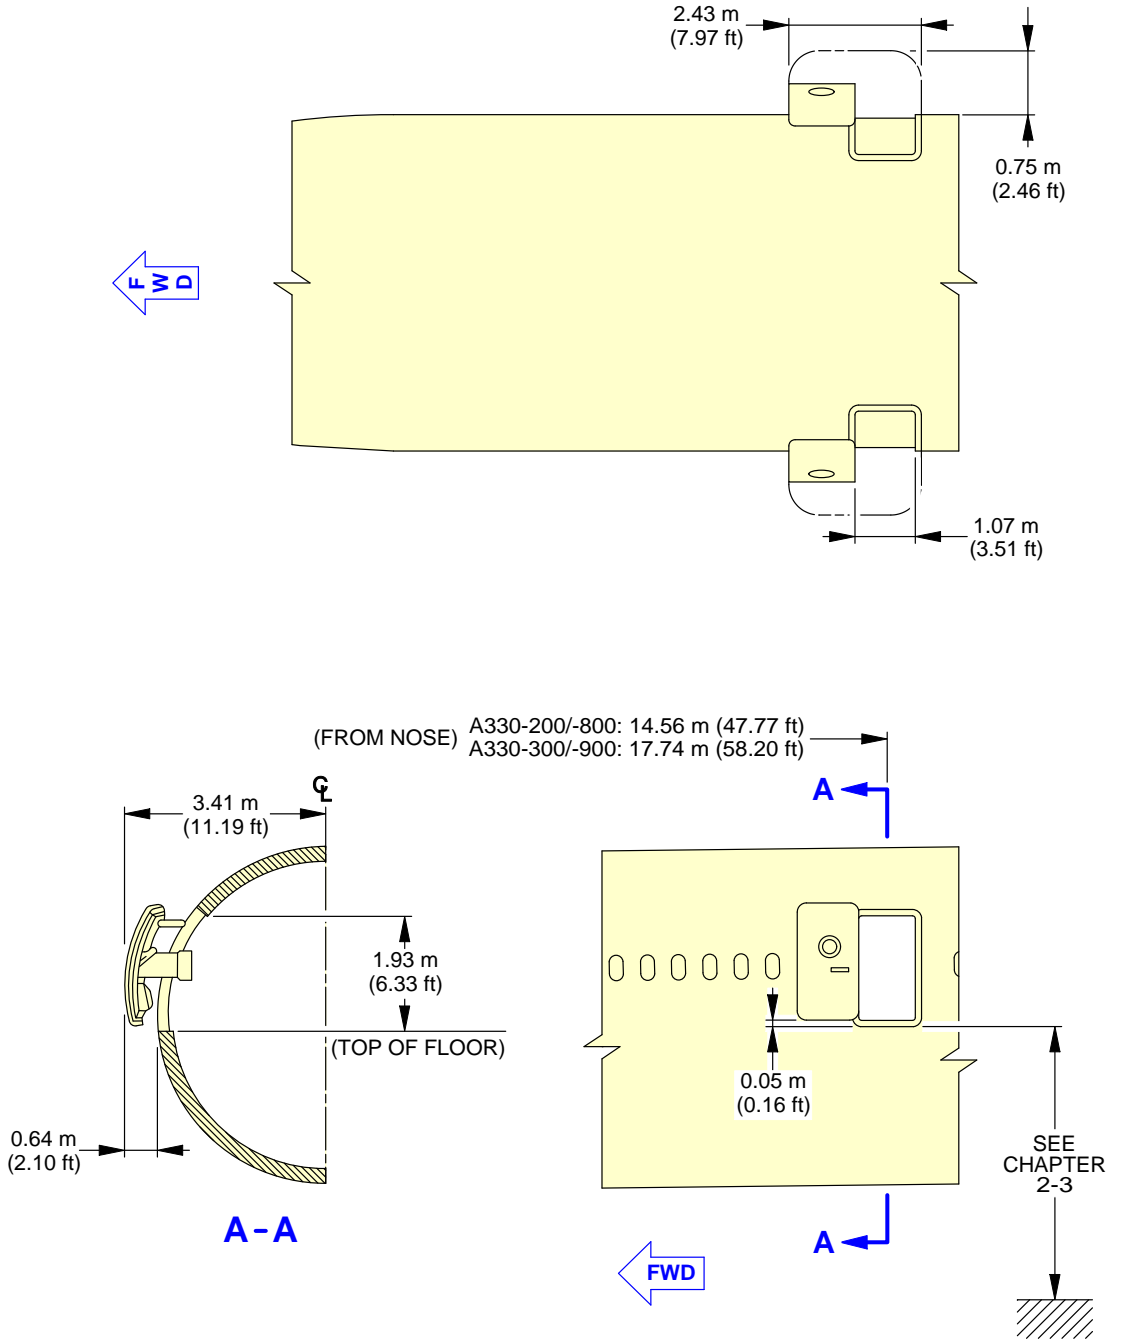 2.43 m
(7.97 ft)
0.75 m
(2.46 ft)
F
W
D
1.07 m
(3.51 ft)
(FROM NOSE)
A330-200/-800: 14.56 m (47.77 ft)
A330-300/-900: 17.74 m (58.20 ft)
CL
3.41 m
(11.19 ft)
A
1.93 m
(6.33 ft)
(TOP OF FLOOR)
0.05 m
(0.16 ft)
0.64 m
(2.10 ft)
SEE
CHAPTER
2-3
A-A
A
FWD